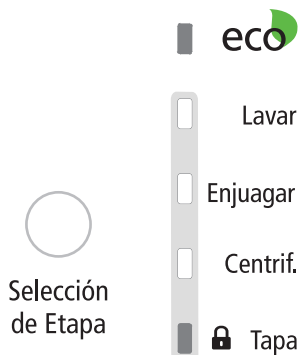 eco
Lavar
Enjuagar
Centrif.
Selección
de Etapa
Tapa